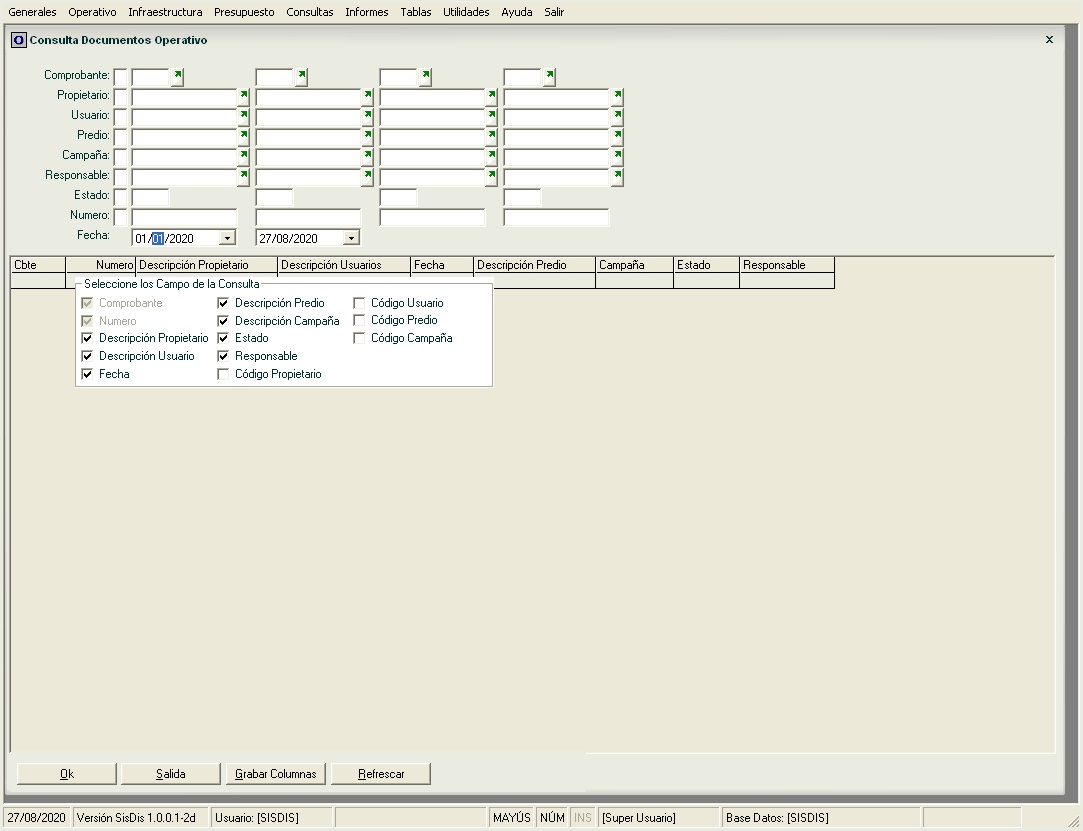 Generales Operativo Infraestructura Presupuesto Consultas Informes Tablas Utilidades Ayuda Salir
O Consulta Documentos Operativo x
Comprobante:
Propietario:
Usuario:
Predio:
Campaña:
Responsable:
Estado:
Numero:
Fecha: 01/01/2020 27/08/2020
Cbte Numero Descripción Propietario Descripción Usuarios Fecha Descripción Predio Campaña Estado Responsable
Seleccione los Campo de la Consulta
Comprobante Descripción Predio Código Usuario
Numero Descripción Campaña Código Predio
Descripción Propietario Estado Código Campaña
Descripción Usuario Responsable
Fecha Código Propietario
Ok Salida Grabar Columnas Refrescar
27/08/2020 Versión SisDis 1.0.0.1-2d Usuario: [SISDIS] MAYÚS NÚM INS [Super Usuario] Base Datos: [SISDIS]